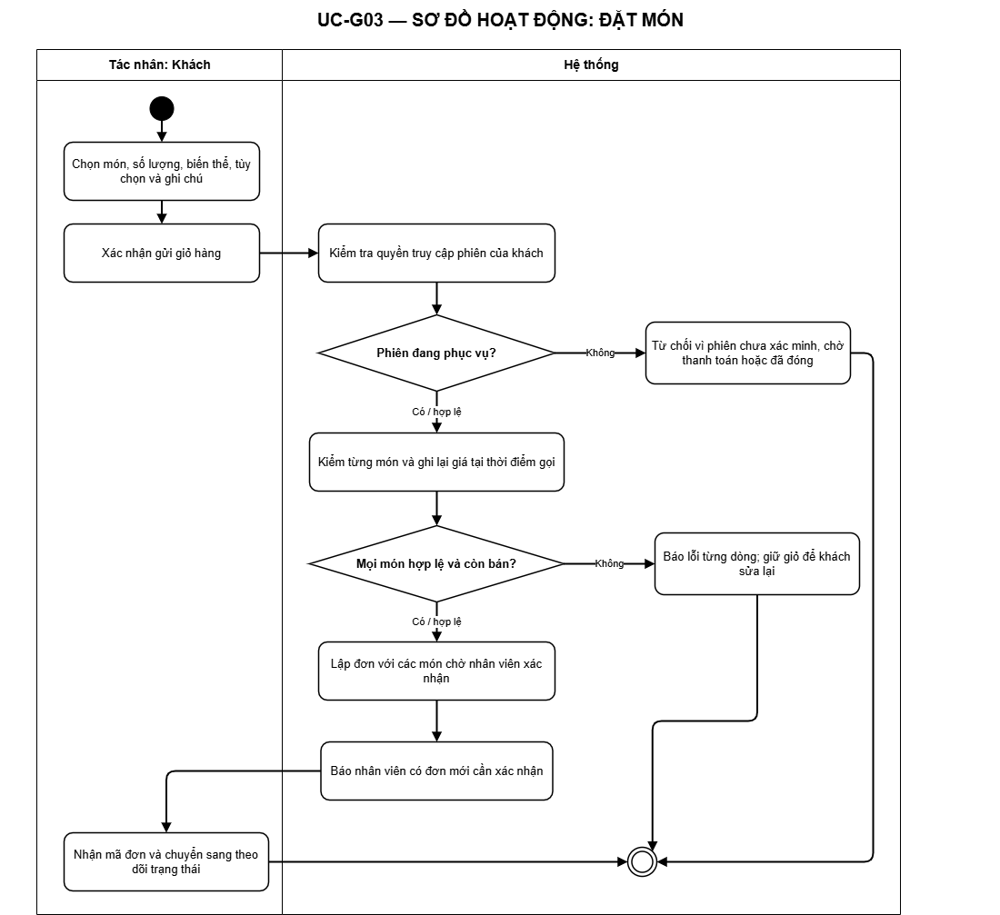 UC-G03 — SƠ ĐỒ HOẠT ĐỘNG: ĐẶT MÓN
Tác nhân: Khách
Hệ thống
Chọn món, số lượng, biến thể, tùy
chọn và ghi chú
Xác nhận gửi giỏ hàng
Kiểm tra quyền truy cập phiên của khách
Phiên đang phục vụ?
Không
Từ chối vì phiên chưa xác minh, chờ
thanh toán hoặc đã đóng
Có / hợp lệ
Kiểm từng món và ghi lại giá tại thời điểm gọi
Mọi món hợp lệ và còn bán?
Không
Báo lỗi từng dòng; giữ giỏ để khách
sửa lại
Có / hợp lệ
Lập đơn với các món chờ nhân viên xác
nhận
Báo nhân viên có đơn mới cần xác nhận
Nhận mã đơn và chuyển sang theo
dõi trạng thái